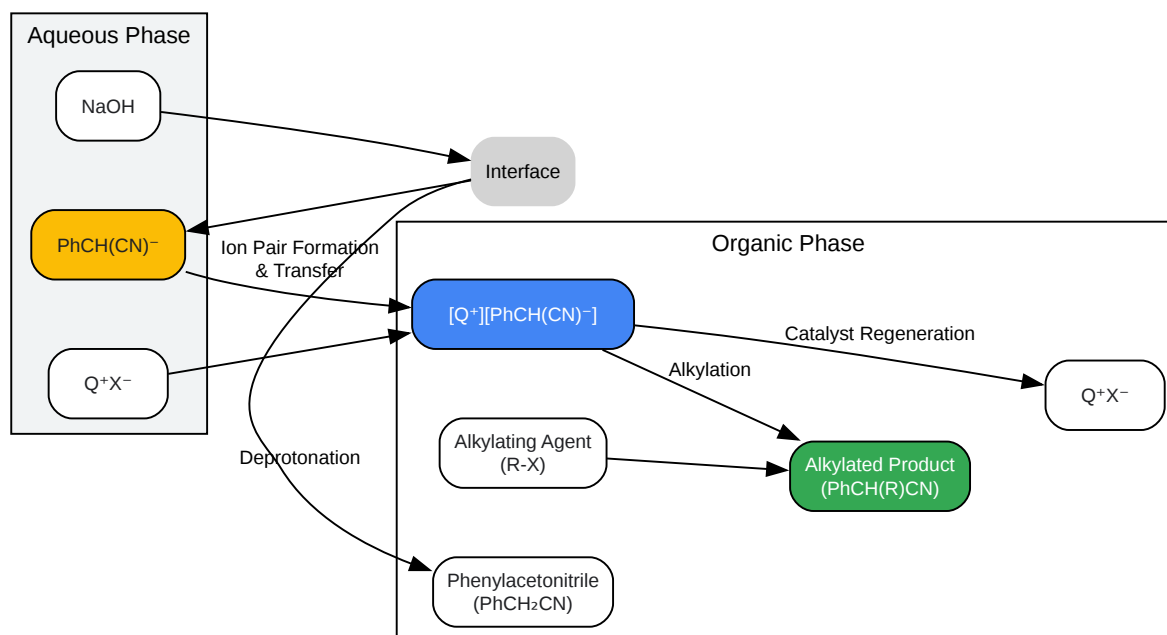 Aqueous Phase
NaOH
Interface
PhCH(CN)⁻
Ion Pair Formation
& Transfer
Organic Phase
[Q⁺][PhCH(CN)⁻]
Catalyst Regeneration
Q⁺X⁻
Alkylation
Q⁺X⁻
Alkylating Agent
(R-X)
Deprotonation
Alkylated Product
(PhCH(R)CN)
Phenylacetonitrile
(PhCH₂CN)